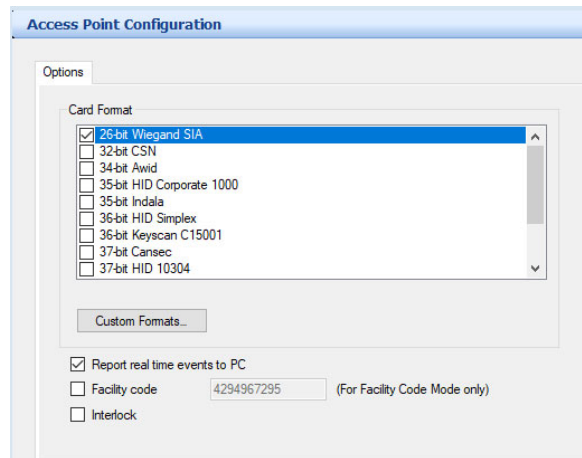 Access Point Configuration
Options
Card Format
26-bit Wiegand SIA
32-bit CSN
34-bit Awid
35-bit HID Corporate 1000
35-bit Indala
36-bit HID Simplex
36-bit Keyscan C15001
37-bit Cansec
37-bit HID 10304
Custom Formats...
Report real time events to PC
Facility code 4294967295 (For Facility Code Mode only)
Interlock